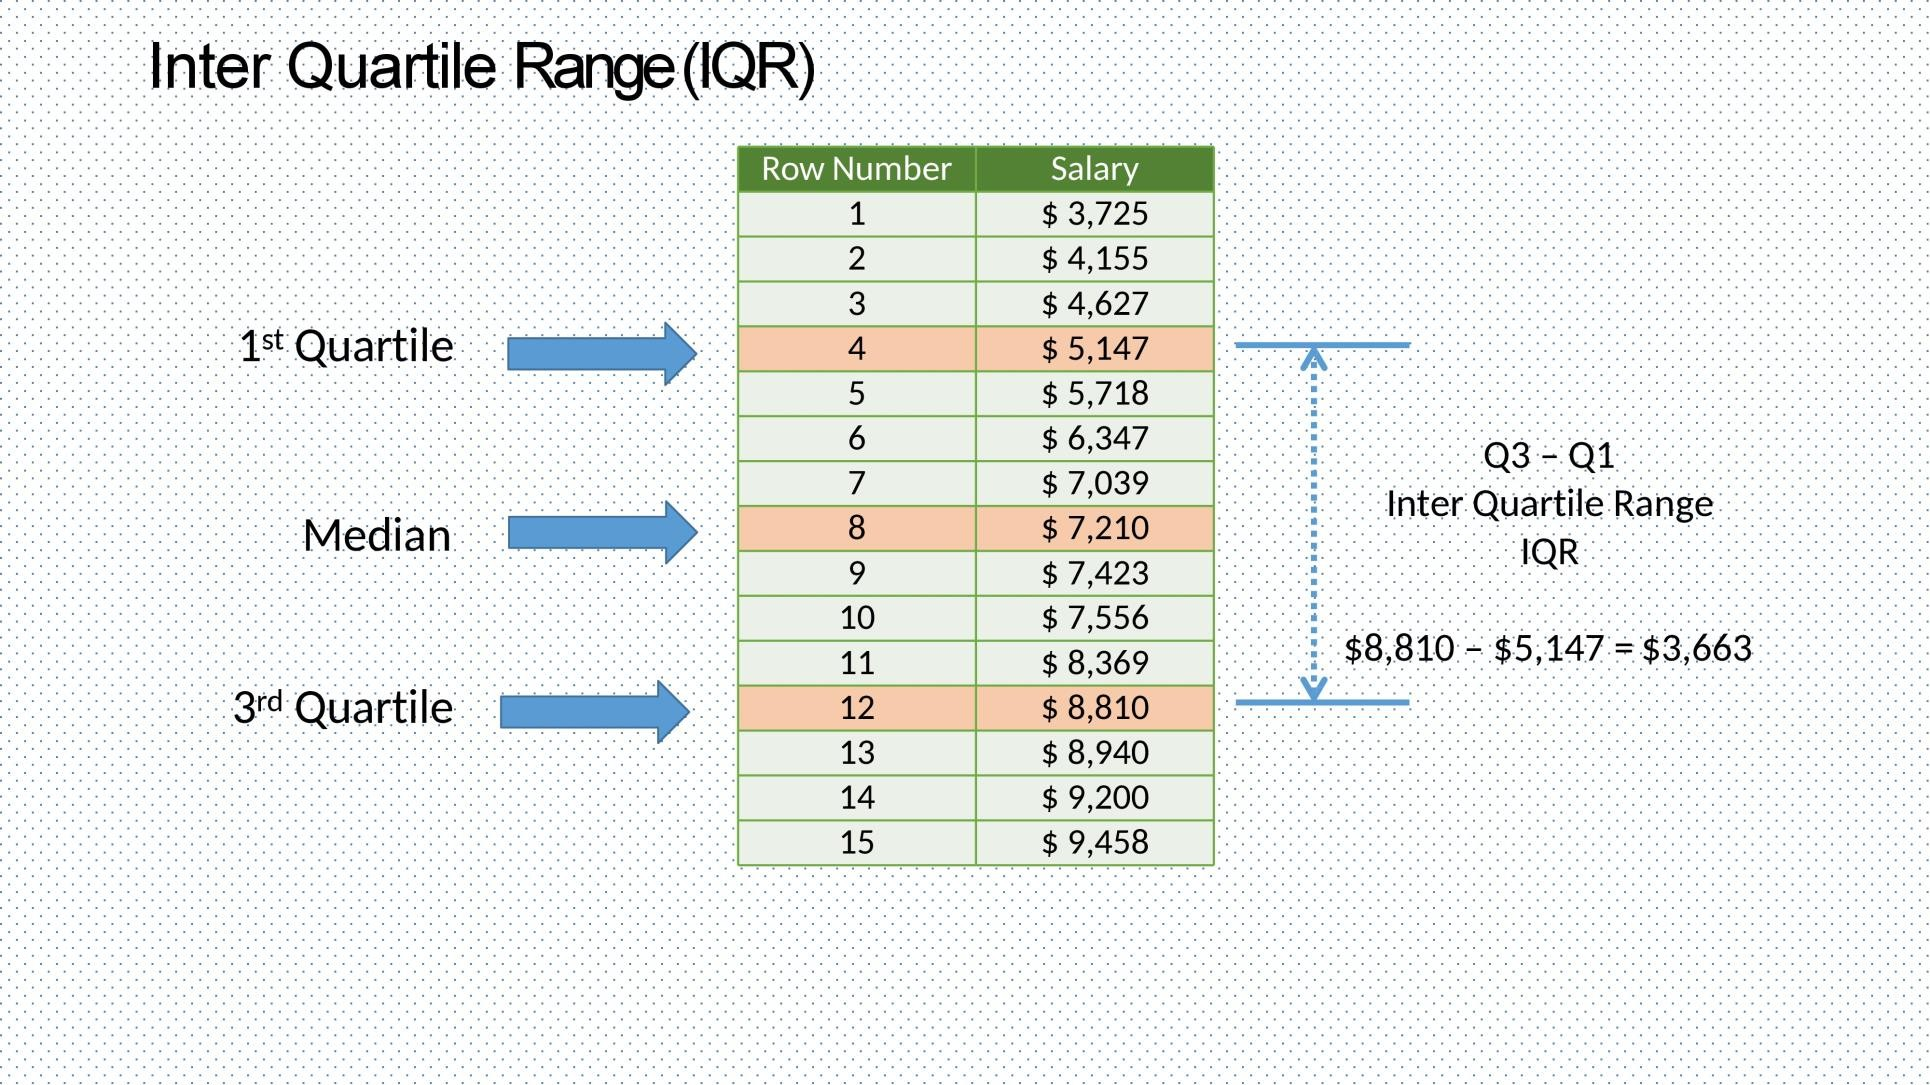 Inter Quartile Range (IQR)
Row Number Salary
1 $ 3,725
2 $ 4,155
3 $ 4,627
1st Quartile 4 $ 5,147
5 $ 5,718
6 $ 6,347
7 $ 7,039
Median 8 $ 7,210
9 $ 7,423
10 $ 7,556
11 $ 8,369
3rd Quartile 12 $ 8,810
13 $ 8,940
14 $ 9,200
15 $ 9,458
Q3 – Q1
Inter Quartile Range
IQR
$8,810 – $5,147 = $3,663